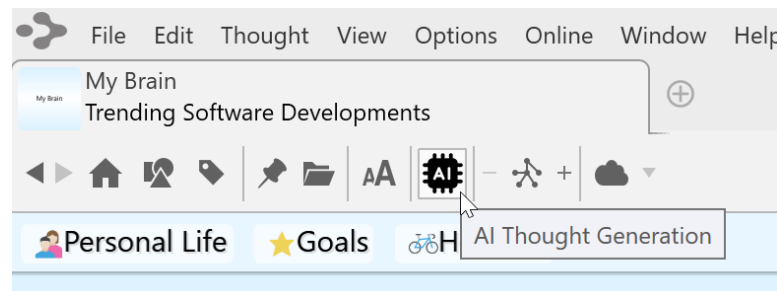 File Edit Thought View Options Online Window Help
My Brain
My Brain
Trending Software Developments
AA AI
AI Thought Generation
Personal Life Goals H